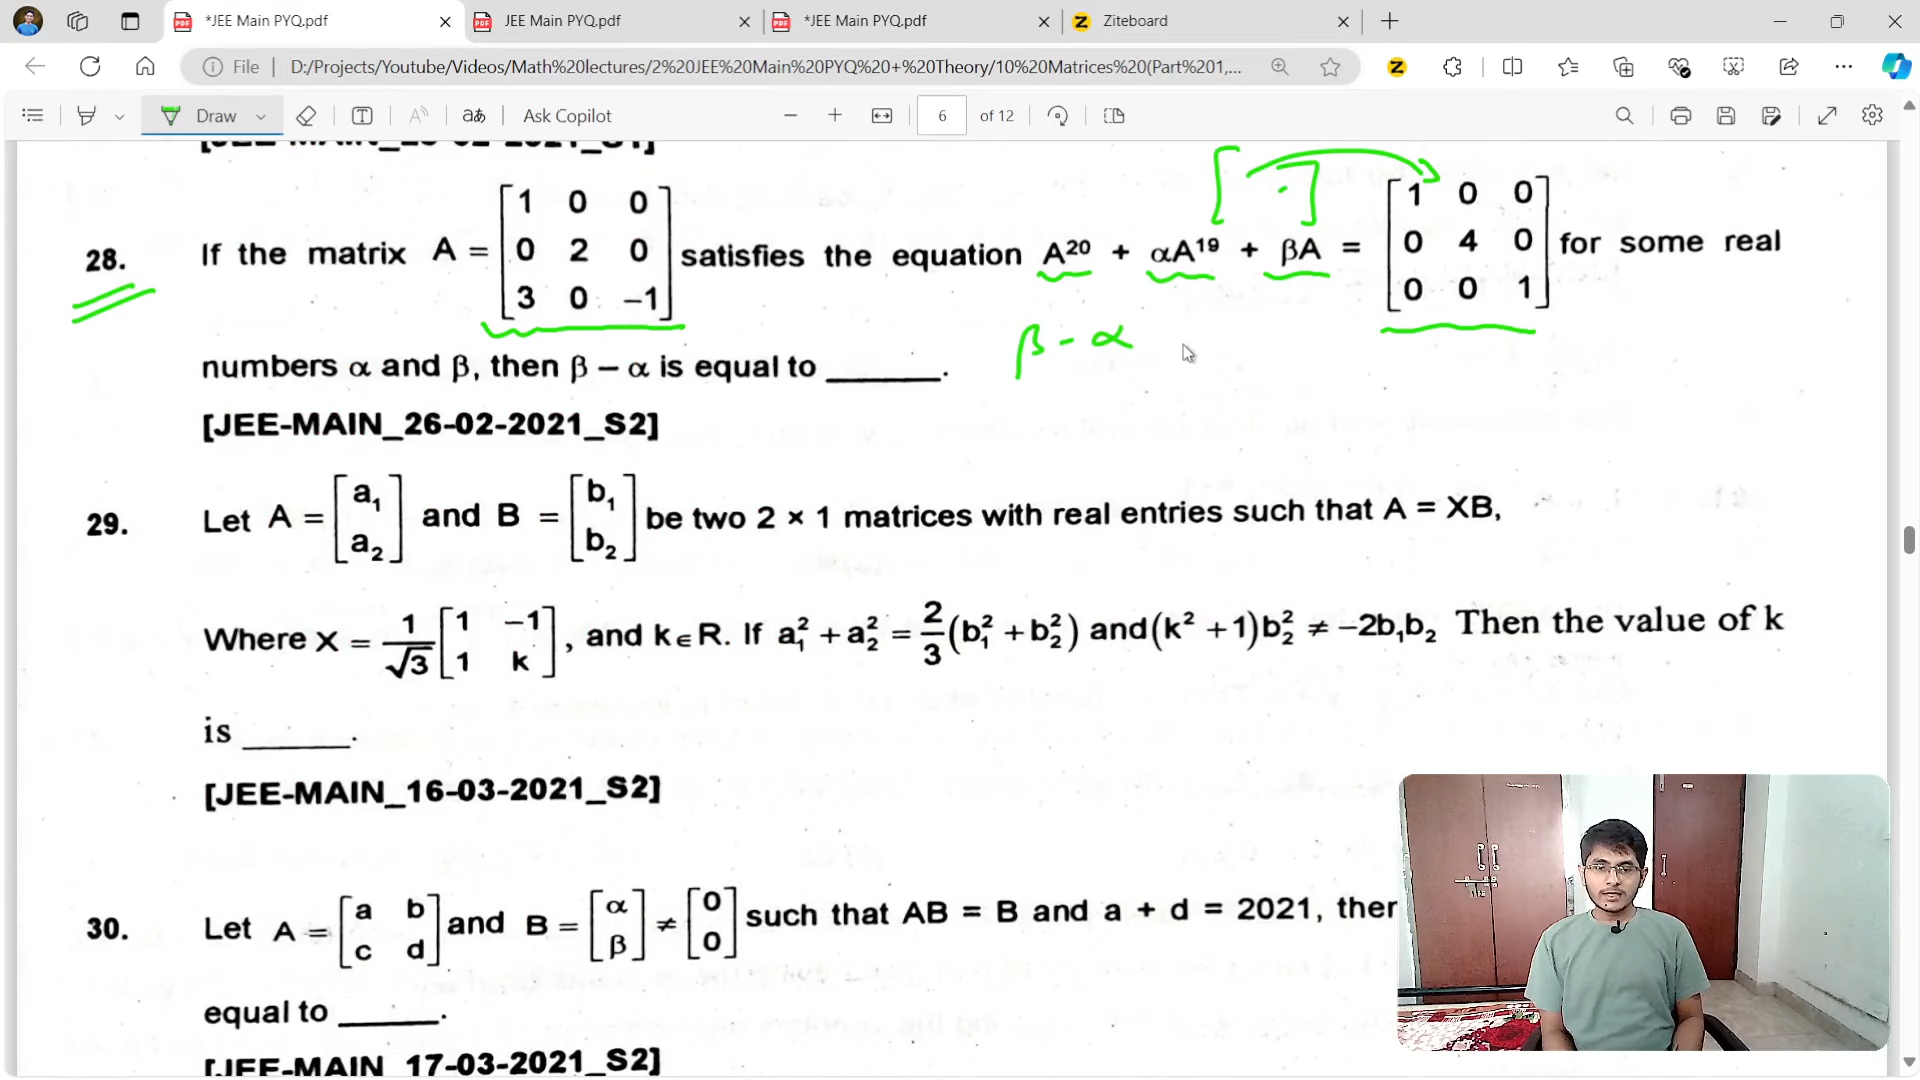 *JEE Main PYQ.pdf
JEE Main PYQ.pdf
*JEE Main PYQ.pdf
Ziteboard
File
D:/Projects/Youtube/Videos/Math%20lectures/2%20JEE%20Main%20PYQ%20+%20Theory/10%20Matrices%20(Part%201,...
Draw
Ask Copilot
6 of 12
28. If the matrix A = [1 0 0; 0 2 0; 3 0 −1] satisfies the equation A²⁰ + αA¹⁹ + βA = [1 0 0; 0 4 0; 0 0 1] for some real
β - α
numbers α and β, then β – α is equal to ______.
[JEE-MAIN_26-02-2021_S2]
29. Let A = [a₁; a₂] and B = [b₁; b₂] be two 2 × 1 matrices with real entries such that A = XB,
Where X = 1/√3 [1 −1; 1 k], and k∈R. If a₁² + a₂² = 2/3 (b₁² + b₂²) and (k² + 1)b₂² ≠ −2b₁b₂ Then the value of k
is ______.
[JEE-MAIN_16-03-2021_S2]
30. Let A = [a b; c d] and B = [α; β] ≠ [0; 0] such that AB = B and a + d = 2021, then
equal to ______.
[JEE-MAIN_17-03-2021_S2]